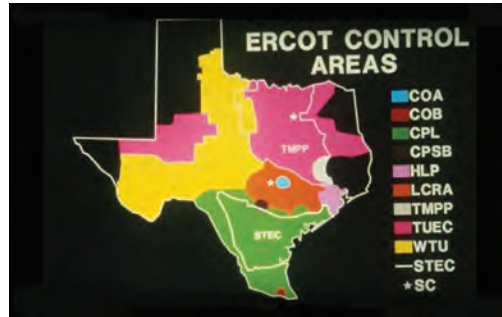 ERCOT CONTROL
AREAS
COA
COB
CPL
CPSB
HLP
LCRA
TMPP
TUEC
WTU
STEC
SC
TMPP
STEC